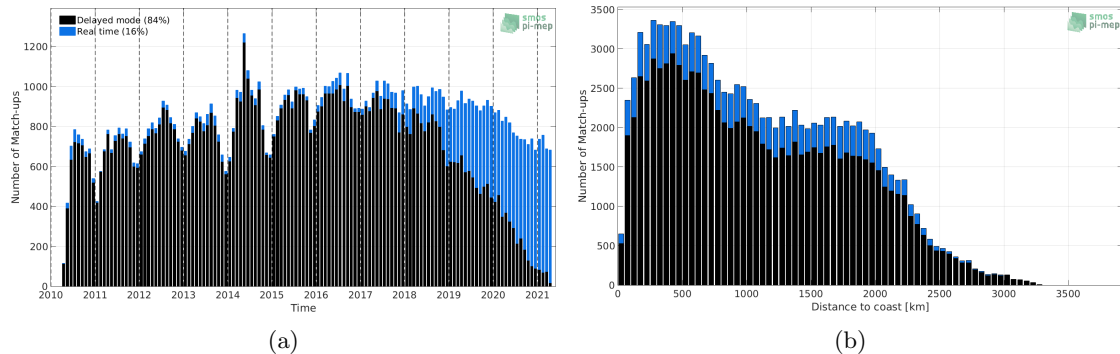 Delayed mode (84%)
Real time (16%)
smos
pi-mep
1200
1000
800
600
400
200
0
Number of Match-ups
2010 2011 2012 2013 2014 2015 2016 2017 2018 2019 2020 2021
Time
(a)
smos
pi-mep
3500
3000
2500
2000
1500
1000
500
0
Number of Match-ups
0 500 1000 1500 2000 2500 3000 3500
Distance to coast [km]
(b)